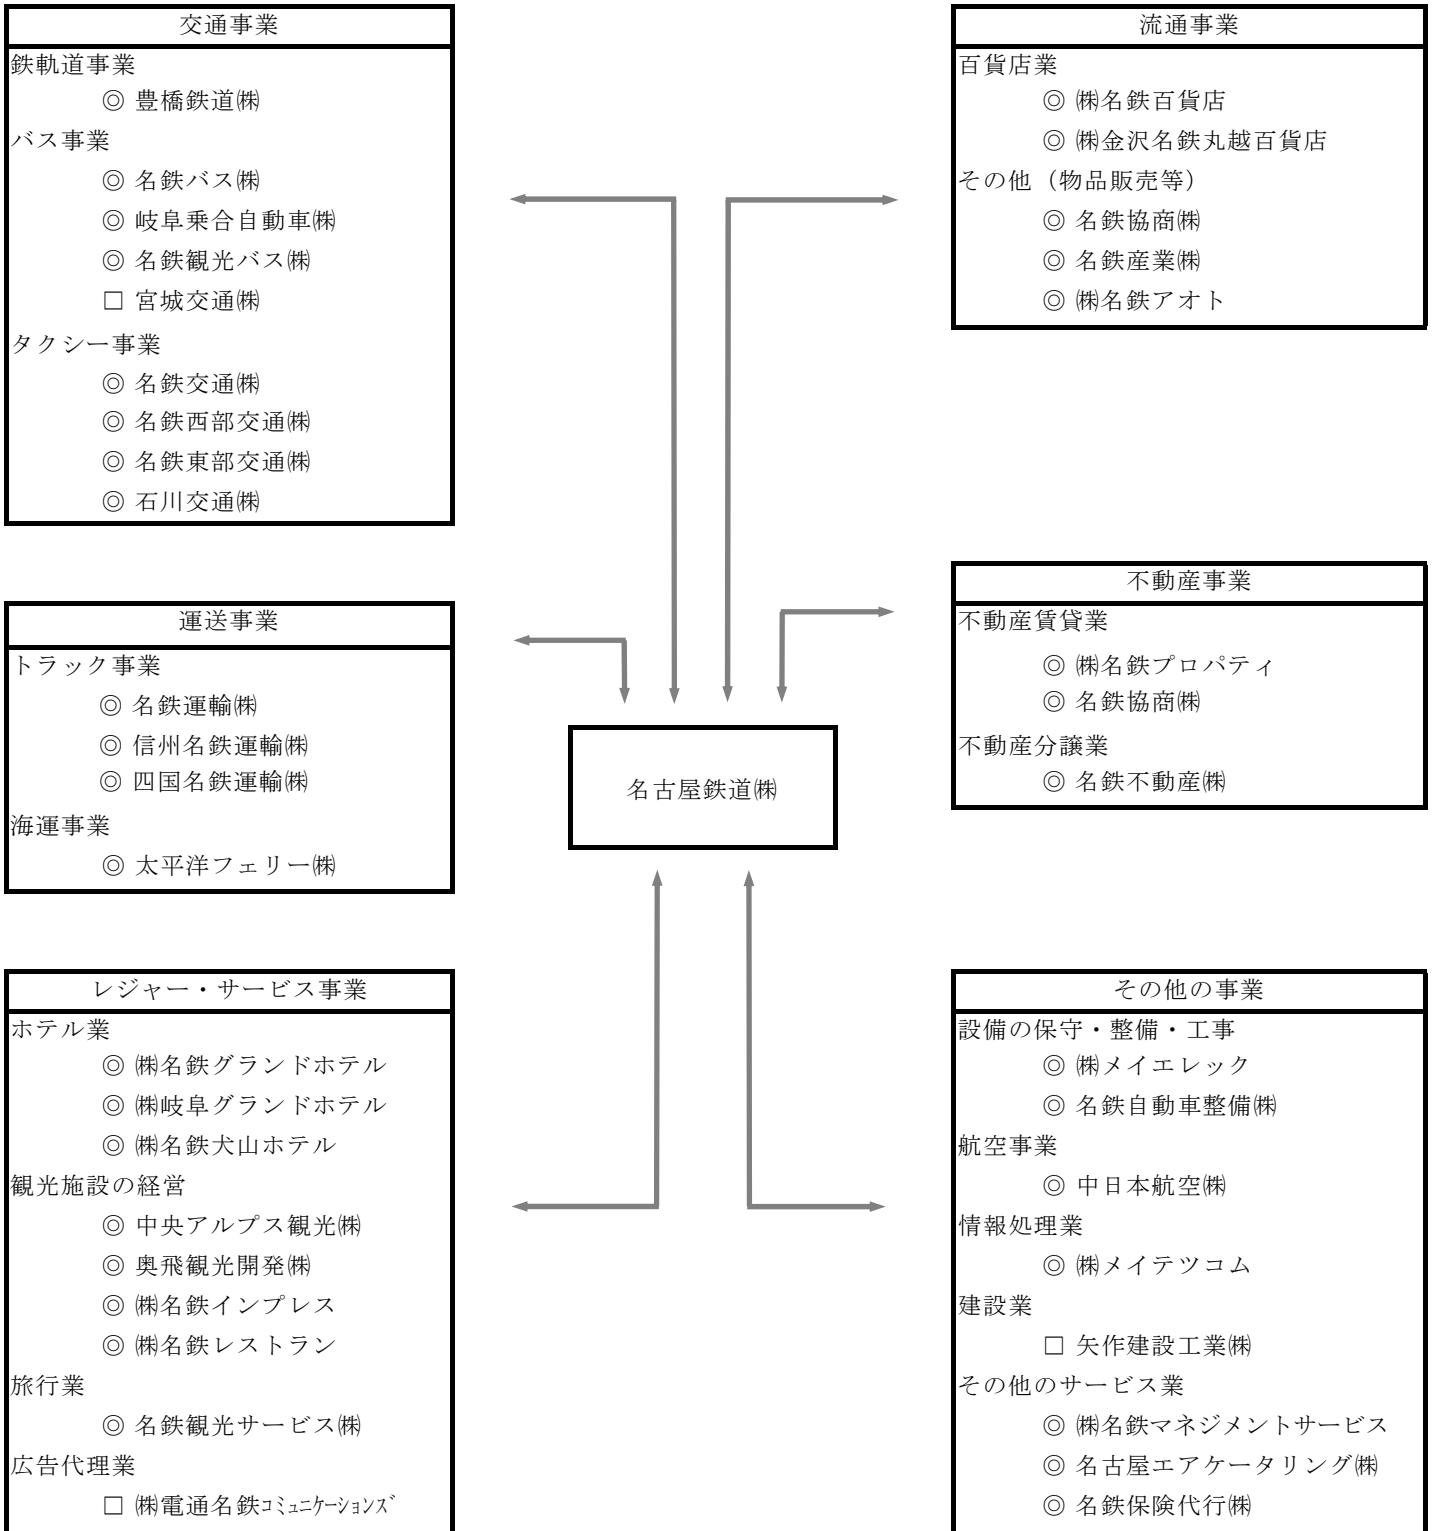 交通事業
鉄軌道事業
◎ 豊橋鉄道㈱
バス事業
◎ 名鉄バス㈱
◎ 岐阜乗合自動車㈱
◎ 名鉄観光バス㈱
□ 宮城交通㈱
タクシー事業
◎ 名鉄交通㈱
◎ 名鉄西部交通㈱
◎ 名鉄東部交通㈱
◎ 石川交通㈱
流通事業
百貨店業
◎ ㈱名鉄百貨店
◎ ㈱金沢名鉄丸越百貨店
その他（物品販売等）
◎ 名鉄協商㈱
◎ 名鉄産業㈱
◎ ㈱名鉄アオト
運送事業
トラック事業
◎ 名鉄運輸㈱
◎ 信州名鉄運輸㈱
◎ 四国名鉄運輸㈱
海運事業
◎ 太平洋フェリー㈱
不動産事業
不動産賃貸業
◎ ㈱名鉄プロパティ
◎ 名鉄協商㈱
不動産分譲業
◎ 名鉄不動産㈱
名古屋鉄道㈱
レジャー・サービス事業
ホテル業
◎ ㈱名鉄グランドホテル
◎ ㈱岐阜グランドホテル
◎ ㈱名鉄犬山ホテル
観光施設の経営
◎ 中央アルプス観光㈱
◎ 奥飛観光開発㈱
◎ ㈱名鉄インプレス
◎ ㈱名鉄レストラン
旅行業
◎ 名鉄観光サービス㈱
広告代理業
□ ㈱電通名鉄ｺﾐｭﾆｹｰｼｮﾝｽﾞ
その他の事業
設備の保守・整備・工事
◎ ㈱メイエレック
◎ 名鉄自動車整備㈱
航空事業
◎ 中日本航空㈱
情報処理業
◎ ㈱メイテツコム
建設業
□ 矢作建設工業㈱
その他のサービス業
◎ ㈱名鉄マネジメントサービス
◎ 名古屋エアケータリング㈱
◎ 名鉄保険代行㈱